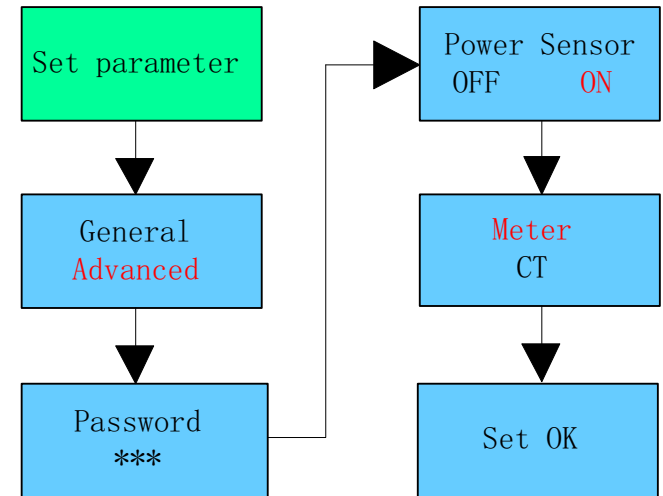 Set parameter
General
Advanced
Password
***
Power Sensor
OFF ON
Meter
CT
Set OK